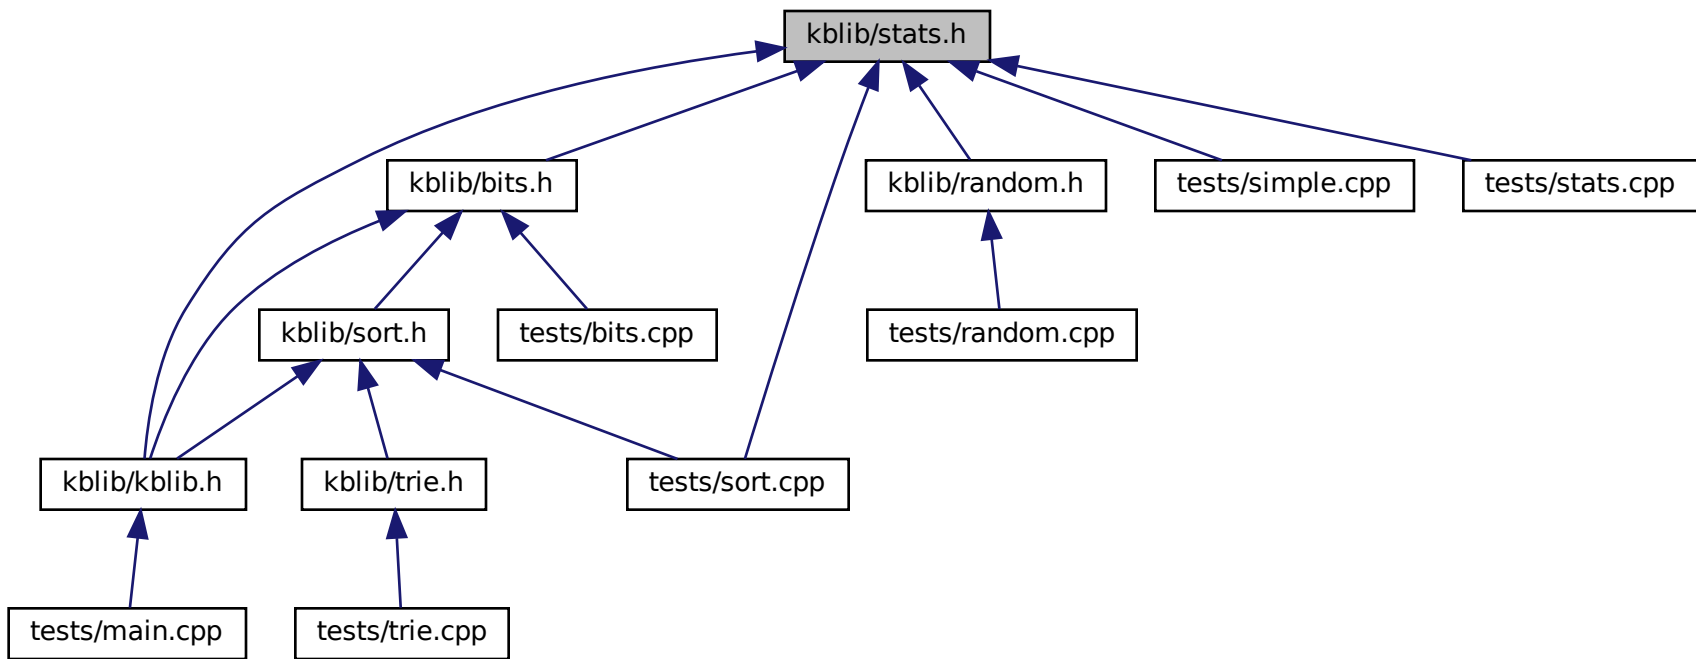 kblib/stats.h
kblib/bits.h
kblib/random.h
tests/simple.cpp
tests/stats.cpp
kblib/sort.h
tests/bits.cpp
tests/random.cpp
kblib/kblib.h
kblib/trie.h
tests/sort.cpp
tests/main.cpp
tests/trie.cpp